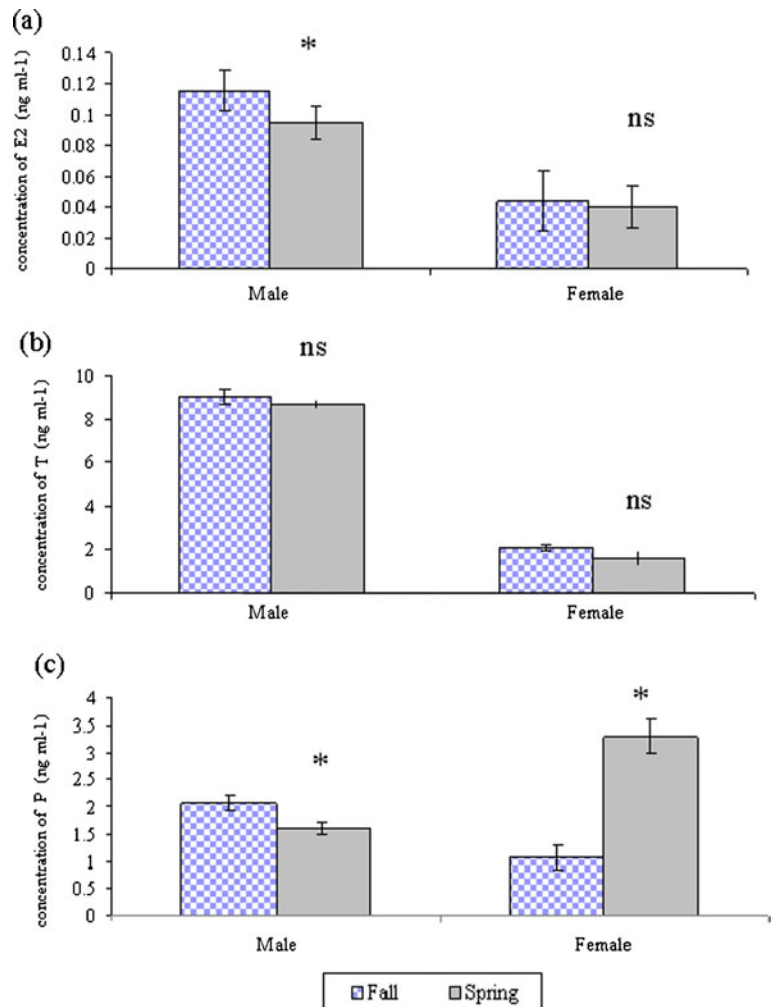 (a)
*
ns
concentration of E2 (ng ml-1)
0.14
0.12
0.1
0.08
0.06
0.04
0.02
0
Male Female
(b)
ns
ns
concentration of T (ng ml-1)
10
8
6
4
2
0
Male Female
(c)
*
*
concentration of P (ng ml-1)
4
3.5
3
2.5
2
1.5
1
0.5
0
Male Female
Fall Spring